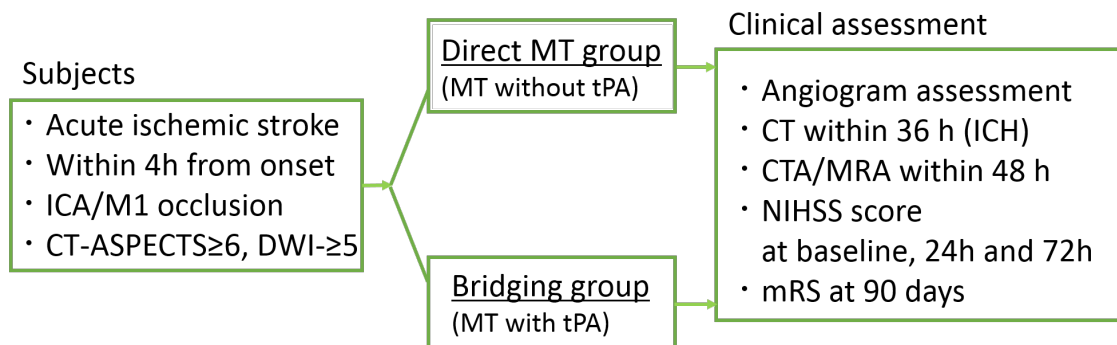 Subjects
・Acute ischemic stroke
・Within 4h from onset
・ICA/M1 occlusion
・CT-ASPECTS≥6, DWI-≥5
Direct MT group
(MT without tPA)
Bridging group
(MT with tPA)
Clinical assessment
・Angiogram assessment
・CT within 36 h (ICH)
・CTA/MRA within 48 h
・NIHSS score
at baseline, 24h and 72h
・mRS at 90 days